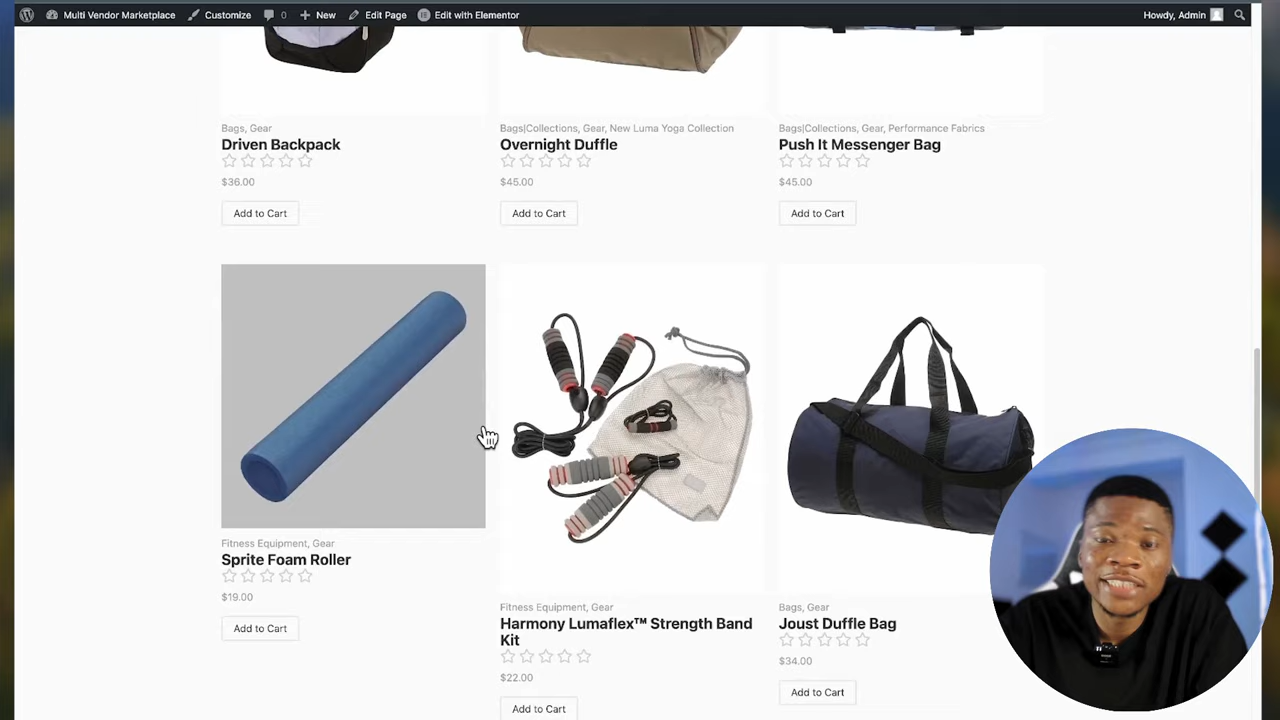 Multi Vendor Marketplace Customize 0 New Edit Page Edit with Elementor Howdy, Admin
Bags, Gear
Driven Backpack
$36.00
Add to Cart
Bags|Collections, Gear, New Luma Yoga Collection
Overnight Duffle
$45.00
Add to Cart
Bags|Collections, Gear, Performance Fabrics
Push It Messenger Bag
$45.00
Add to Cart
Fitness Equipment, Gear
Sprite Foam Roller
$19.00
Add to Cart
Fitness Equipment, Gear
Harmony Lumaflex™ Strength Band
Kit
$22.00
Add to Cart
Bags, Gear
Joust Duffle Bag
$34.00
Add to Cart